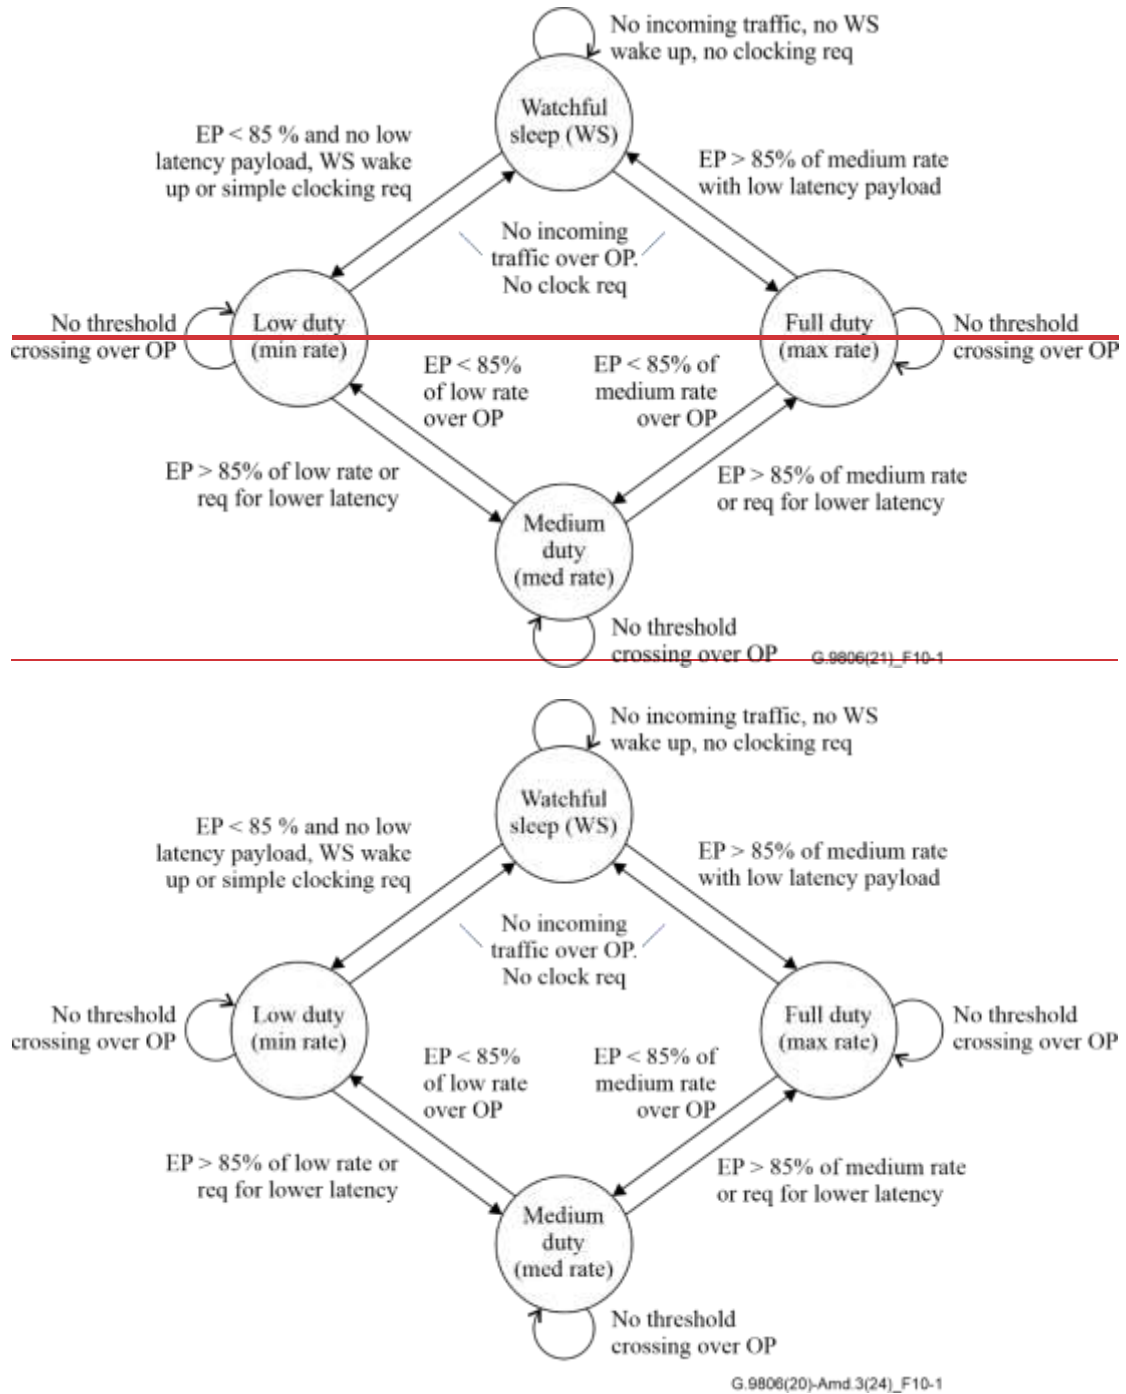 No incoming traffic, no WS
wake up, no clocking req
Watchful
sleep (WS)
EP < 85 % and no low
latency payload, WS wake
up or simple clocking req
EP > 85% of medium rate
with low latency payload
No incoming
traffic over OP.
No clock req
No threshold
crossing over OP
Low duty
(min rate)
Full duty
(max rate)
No threshold
crossing over OP
EP < 85%
of low rate
over OP
EP < 85% of
medium rate
over OP
EP > 85% of low rate or
req for lower latency
EP > 85% of medium rate
or req for lower latency
Medium
duty
(med rate)
No threshold
crossing over OP
G.9806(21)_F10-1
No incoming traffic, no WS
wake up, no clocking req
Watchful
sleep (WS)
EP < 85 % and no low
latency payload, WS wake
up or simple clocking req
EP > 85% of medium rate
with low latency payload
No incoming
traffic over OP.
No clock req
No threshold
crossing over OP
Low duty
(min rate)
Full duty
(max rate)
No threshold
crossing over OP
EP < 85%
of low rate
over OP
EP < 85% of
medium rate
over OP
EP > 85% of low rate or
req for lower latency
EP > 85% of medium rate
or req for lower latency
Medium
duty
(med rate)
No threshold
crossing over OP
G.9806(20)-Amd.3(24)_F10-1